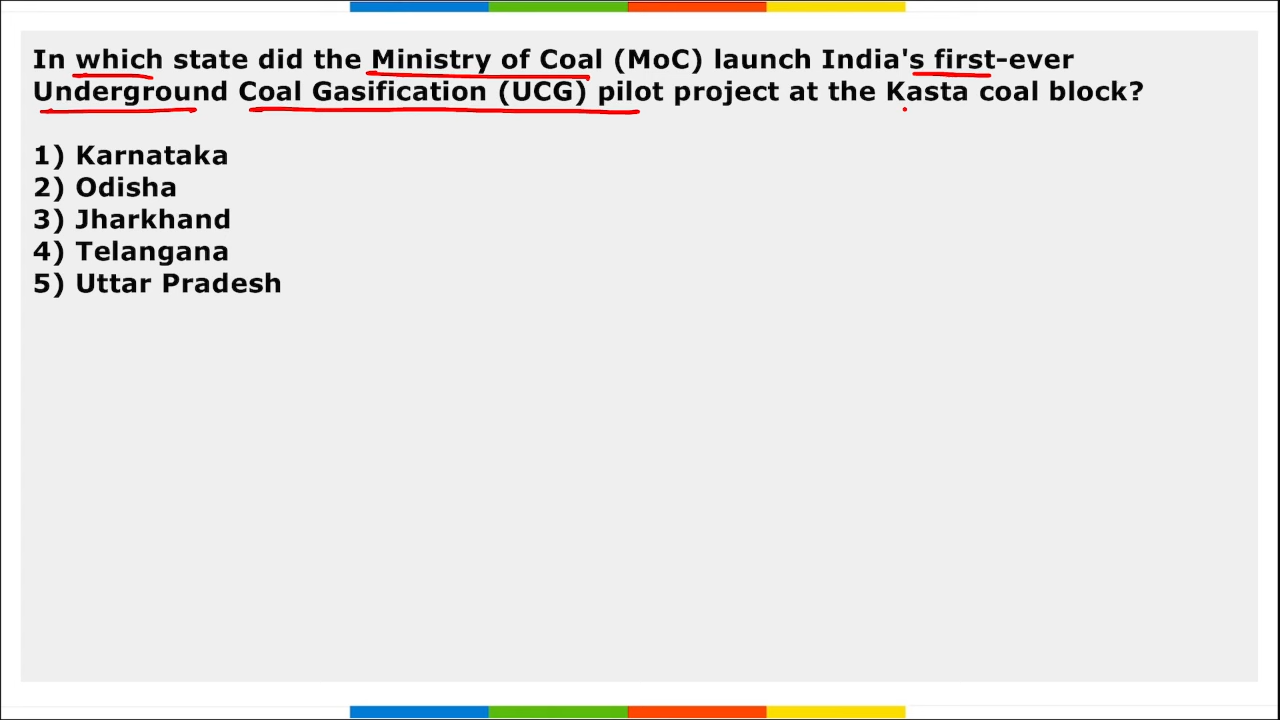 In which state did the Ministry of Coal (MoC) launch India's first-ever
Underground Coal Gasification (UCG) pilot project at the Kasta coal block?
1) Karnataka
2) Odisha
3) Jharkhand
4) Telangana
5) Uttar Pradesh